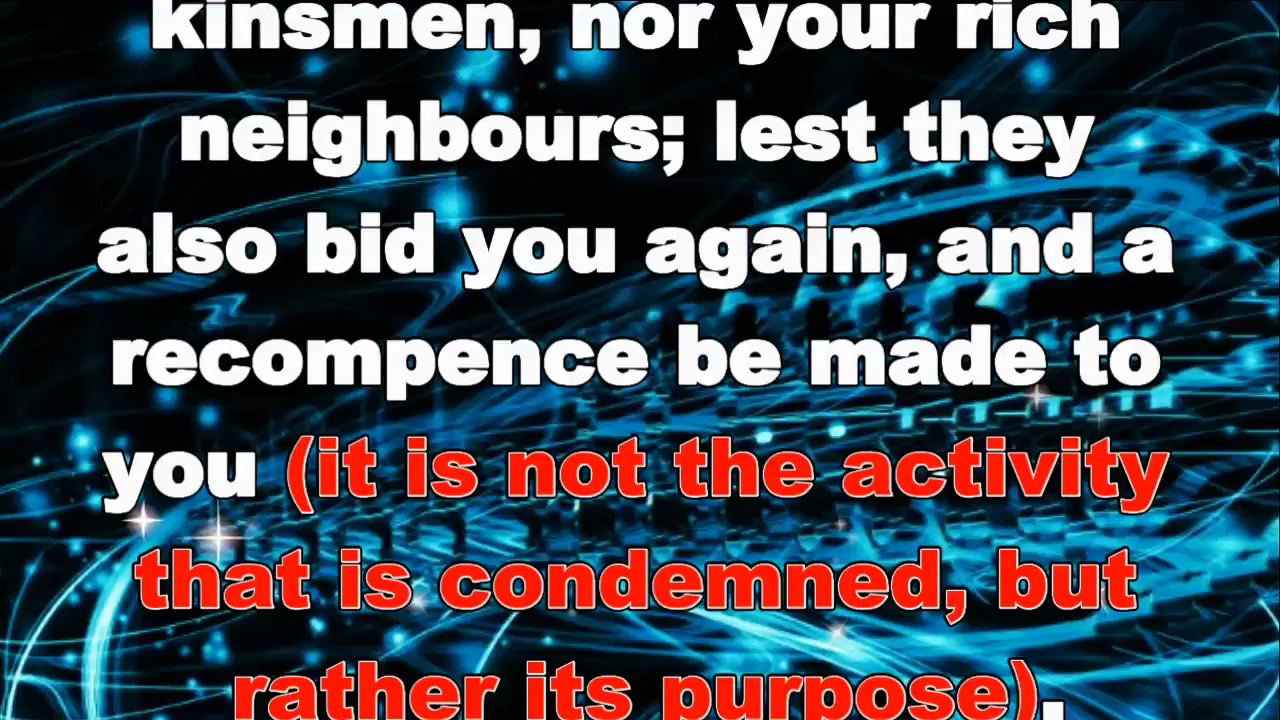 kinsmen, nor your rich
neighbours; lest they
also bid you again, and a
recompence be made to
you (it is not the activity
that is condemned, but
rather its purpose).